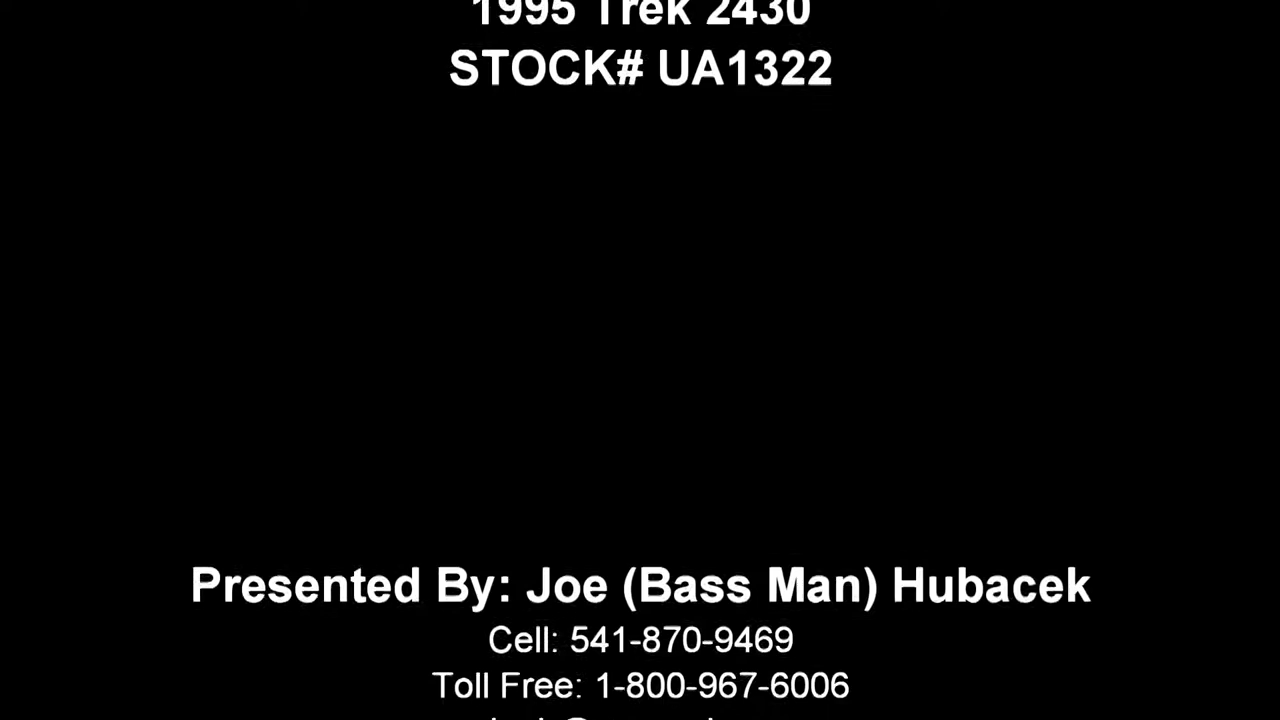 1995 Trek 2430
STOCK# UA1322
Presented By: Joe (Bass Man) Hubacek
Cell: 541-870-9469
Toll Free: 1-800-967-6006